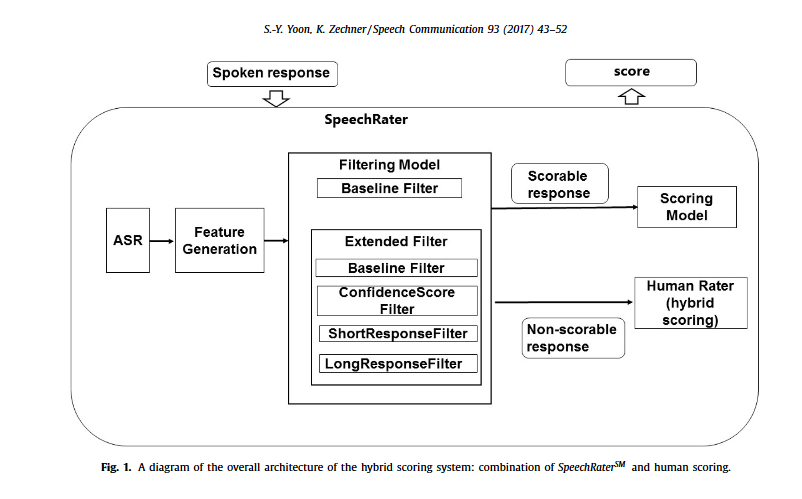 S.-Y. Yoon, K. Zechner / Speech Communication 93 (2017) 43–52
Spoken response
score
SpeechRater
Filtering Model
Baseline Filter
Scorable
response
Scoring
Model
ASR
Feature
Generation
Extended Filter
Baseline Filter
ConfidenceScore
Filter
ShortResponseFilter
LongResponseFilter
Human Rater
(hybrid
scoring)
Non-scorable
response
Fig. 1. A diagram of the overall architecture of the hybrid scoring system: combination of SpeechRaterSM and human scoring.